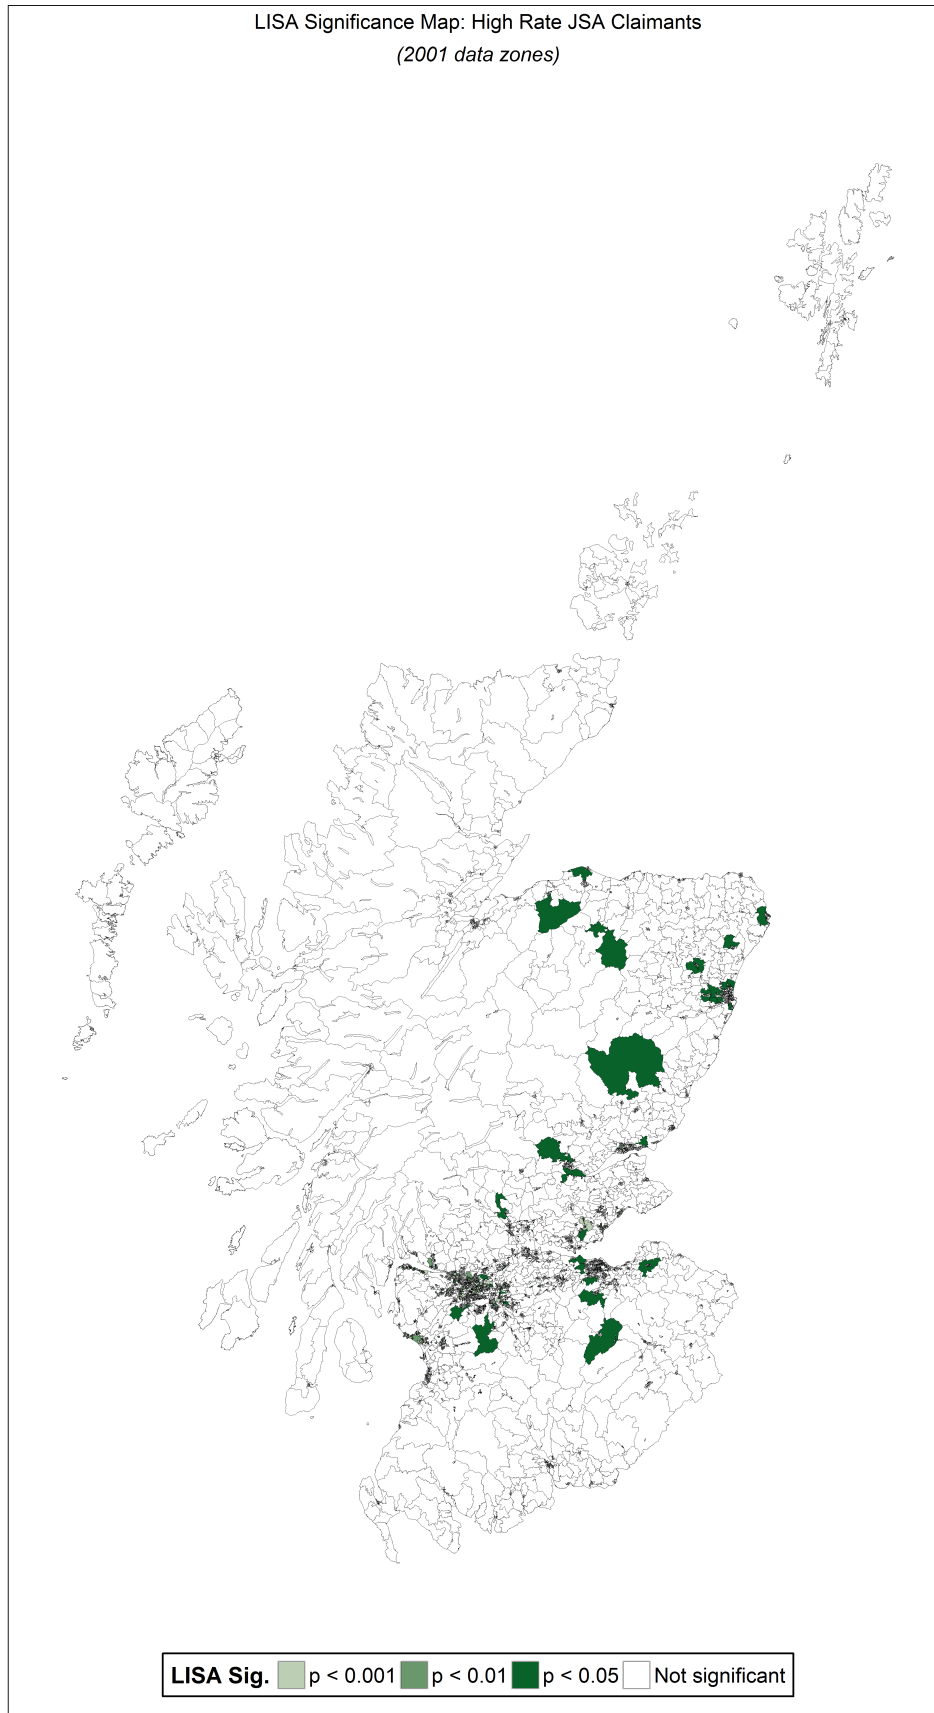 LISA Significance Map: High Rate JSA Claimants
(2001 data zones)
LISA Sig. p < 0.001 p < 0.01 p < 0.05 Not significant